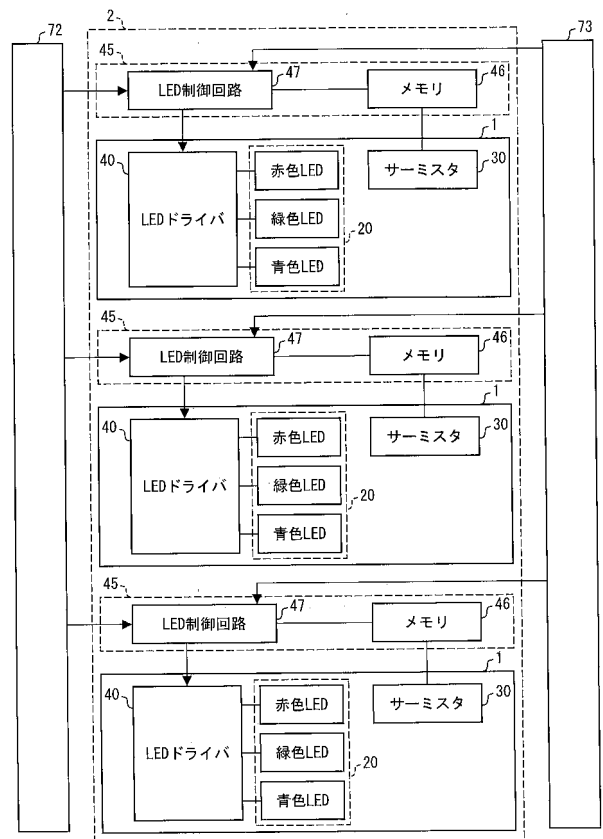 72
2
73
45
47
46
LED制御回路
メモリ
1
40
LEDドライバ
赤色LED
緑色LED
青色LED
20
サーミスタ
30
45
47
46
LED制御回路
メモリ
1
40
LEDドライバ
赤色LED
緑色LED
青色LED
20
サーミスタ
30
45
47
46
LED制御回路
メモリ
1
40
LEDドライバ
赤色LED
緑色LED
青色LED
20
サーミスタ
30